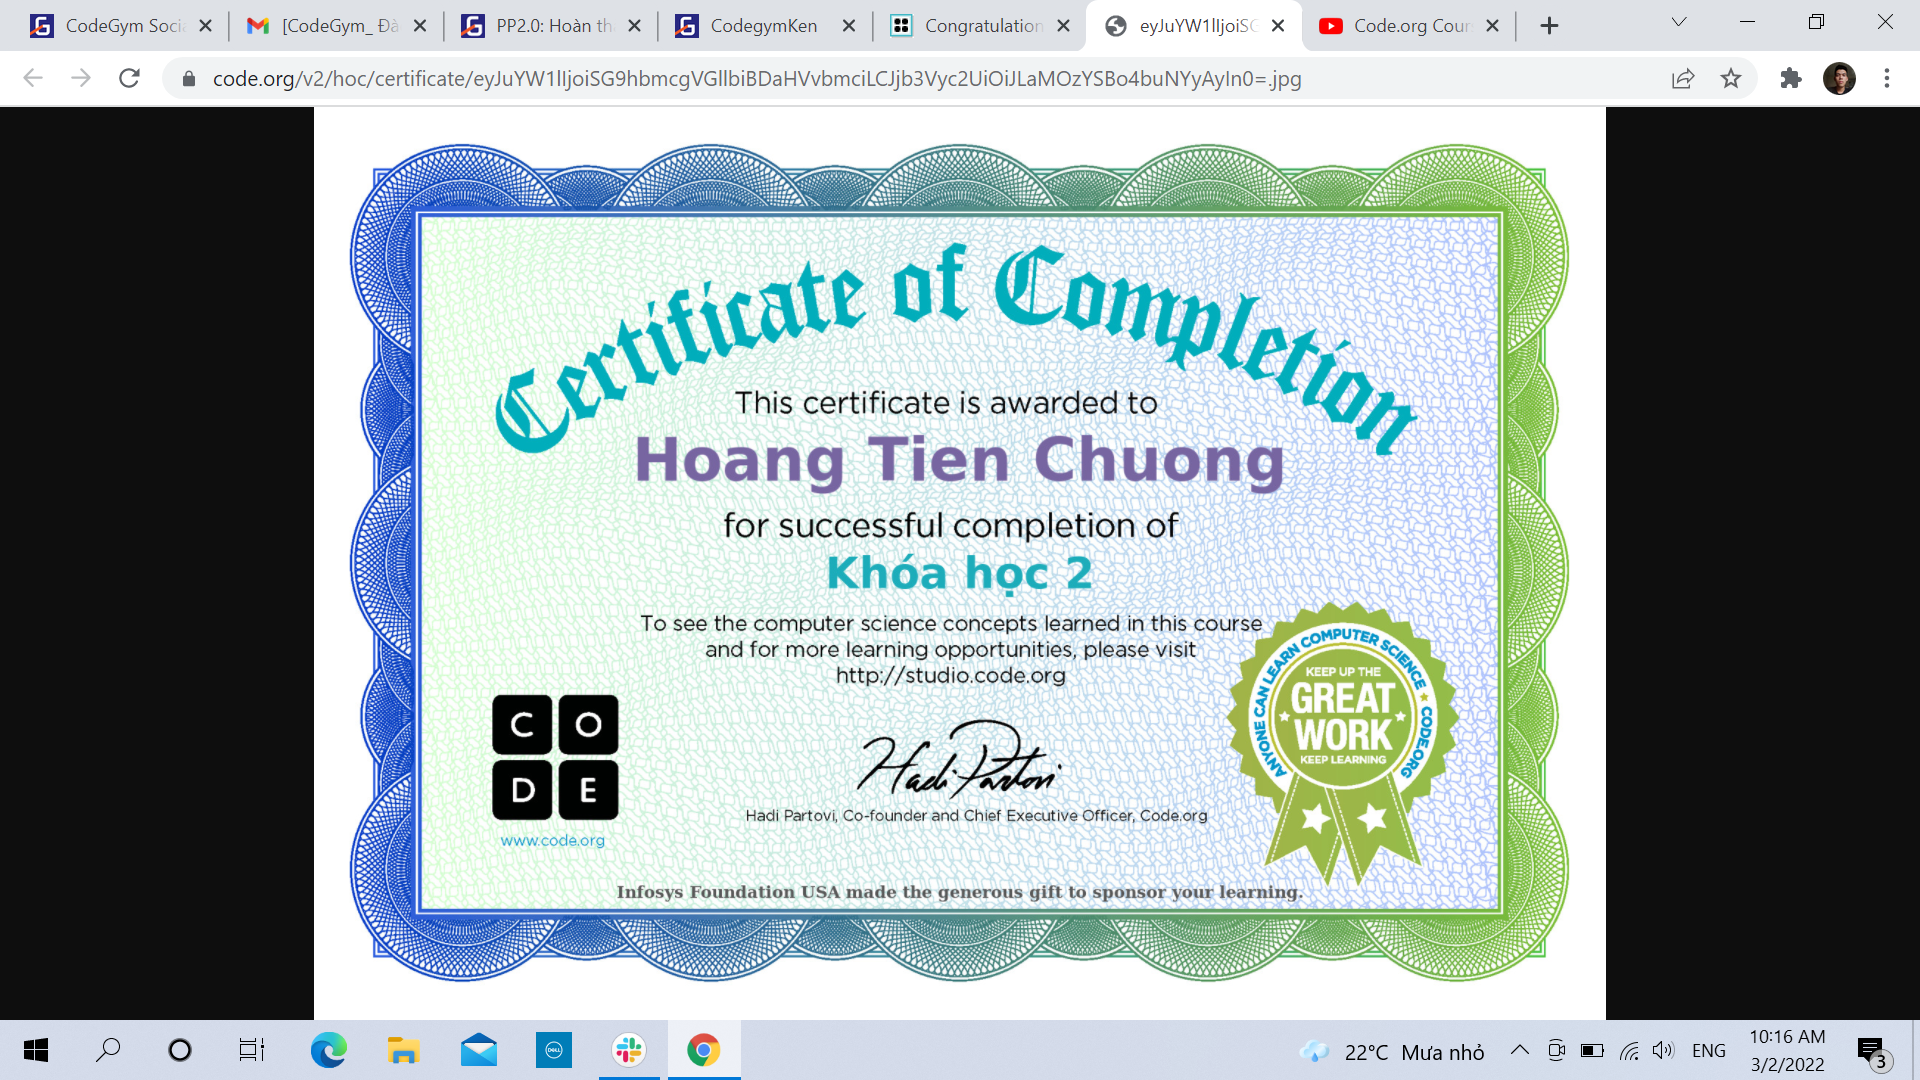 CodeGym Socia
[CodeGym_ Đà
PP2.0: Hoàn th
CodegymKen
Congratulation
eyJuYW1lIjoiSG
Code.org Cour
code.org/v2/hoc/certificate/eyJuYW1lIjoiSG9hbmcgVGllbiBDaHVvbmciLCJjb3Vyc2UiOiJLaMOzYSBo4buNYyAyIn0=.jpg
Certificate of Completion
This certificate is awarded to
Hoang Tien Chuong
for successful completion of
Khóa học 2
To see the computer science concepts learned in this course
and for more learning opportunities, please visit
http://studio.code.org
ANYONE CAN LEARN COMPUTER SCIENCE ★ CODE.ORG
KEEP UP THE
GREAT
WORK
KEEP LEARNING
C O
D E
www.code.org
Hadi Partovi
Hadi Partovi, Co-founder and Chief Executive Officer, Code.org
Infosys Foundation USA made the generous gift to sponsor your learning.
DELL
22°C Mưa nhỏ
ENG
10:16 AM
3/2/2022
3